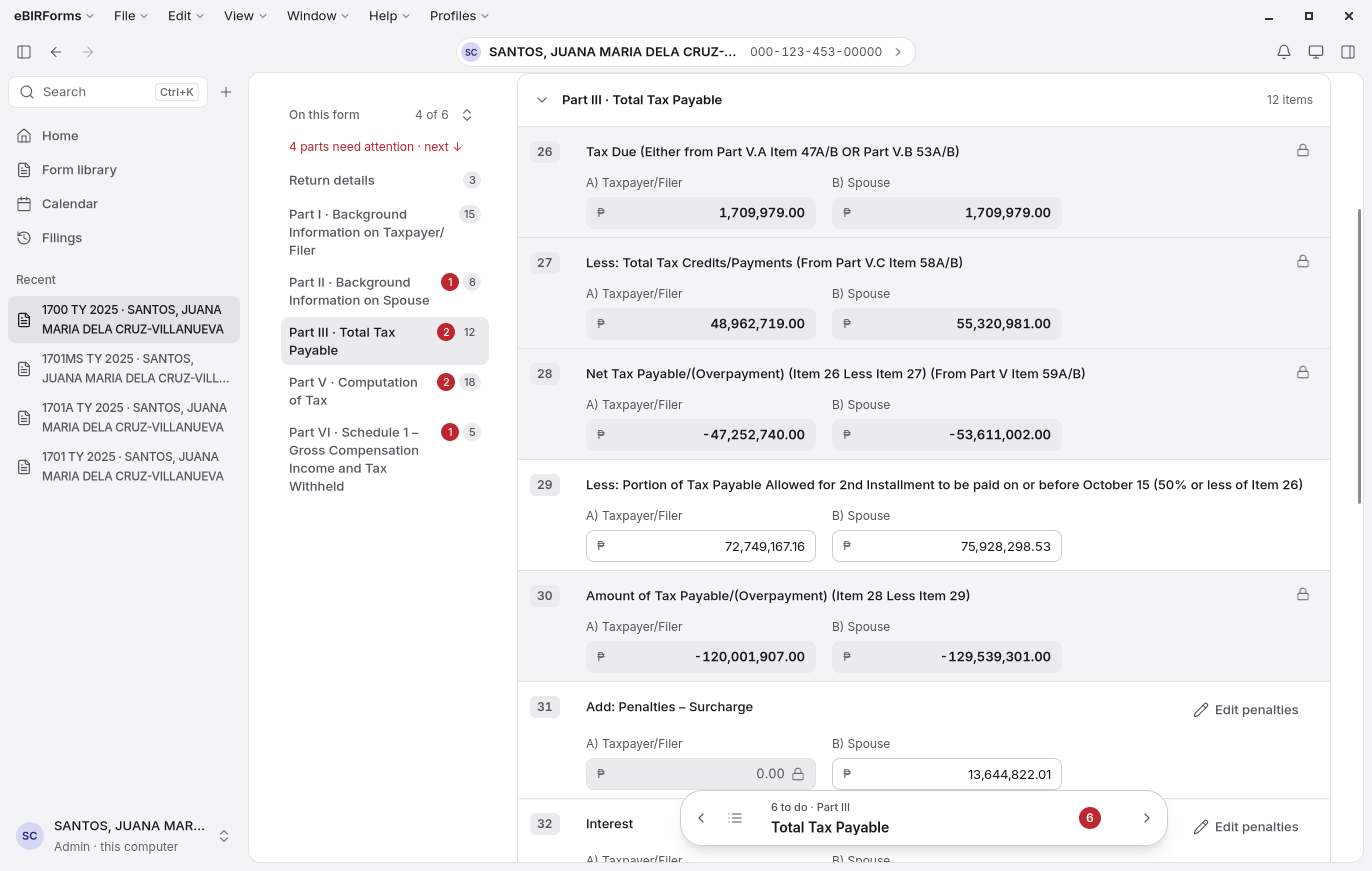 eBIRForms File Edit View Window Help Profiles
SC SANTOS, JUANA MARIA DELA CRUZ-... 000-123-453-00000
Search Ctrl+K
Home
Form library
Calendar
Filings
Recent
1700 TY 2025 · SANTOS, JUANA
MARIA DELA CRUZ-VILLANUEVA
1701MS TY 2025 · SANTOS,
JUANA MARIA DELA CRUZ-VILL...
1701A TY 2025 · SANTOS, JUANA
MARIA DELA CRUZ-VILLANUEVA
1701 TY 2025 · SANTOS, JUANA
MARIA DELA CRUZ-VILLANUEVA
SC SANTOS, JUANA MAR...
Admin · this computer
On this form 4 of 6
4 parts need attention · next ↓
Return details 3
Part I · Background 15
Information on Taxpayer/
Filer
Part II · Background 1 8
Information on Spouse
Part III · Total Tax 2 12
Payable
Part V · Computation 2 18
of Tax
Part VI · Schedule 1 – 1 5
Gross Compensation
Income and Tax
Withheld
Part III · Total Tax Payable 12 items
26 Tax Due (Either from Part V.A Item 47A/B OR Part V.B 53A/B)
A) Taxpayer/Filer B) Spouse
₱ 1,709,979.00 ₱ 1,709,979.00
27 Less: Total Tax Credits/Payments (From Part V.C Item 58A/B)
A) Taxpayer/Filer B) Spouse
₱ 48,962,719.00 ₱ 55,320,981.00
28 Net Tax Payable/(Overpayment) (Item 26 Less Item 27) (From Part V Item 59A/B)
A) Taxpayer/Filer B) Spouse
₱ -47,252,740.00 ₱ -53,611,002.00
29 Less: Portion of Tax Payable Allowed for 2nd Installment to be paid on or before October 15 (50% or less of Item 26)
A) Taxpayer/Filer B) Spouse
₱ 72,749,167.16 ₱ 75,928,298.53
30 Amount of Tax Payable/(Overpayment) (Item 28 Less Item 29)
A) Taxpayer/Filer B) Spouse
₱ -120,001,907.00 ₱ -129,539,301.00
31 Add: Penalties – Surcharge Edit penalties
A) Taxpayer/Filer B) Spouse
₱ 0.00 ₱ 13,644,822.01
32 Interest Edit penalties
A) Taxpayer/Filer B) Spouse
6 to do · Part III
Total Tax Payable 6